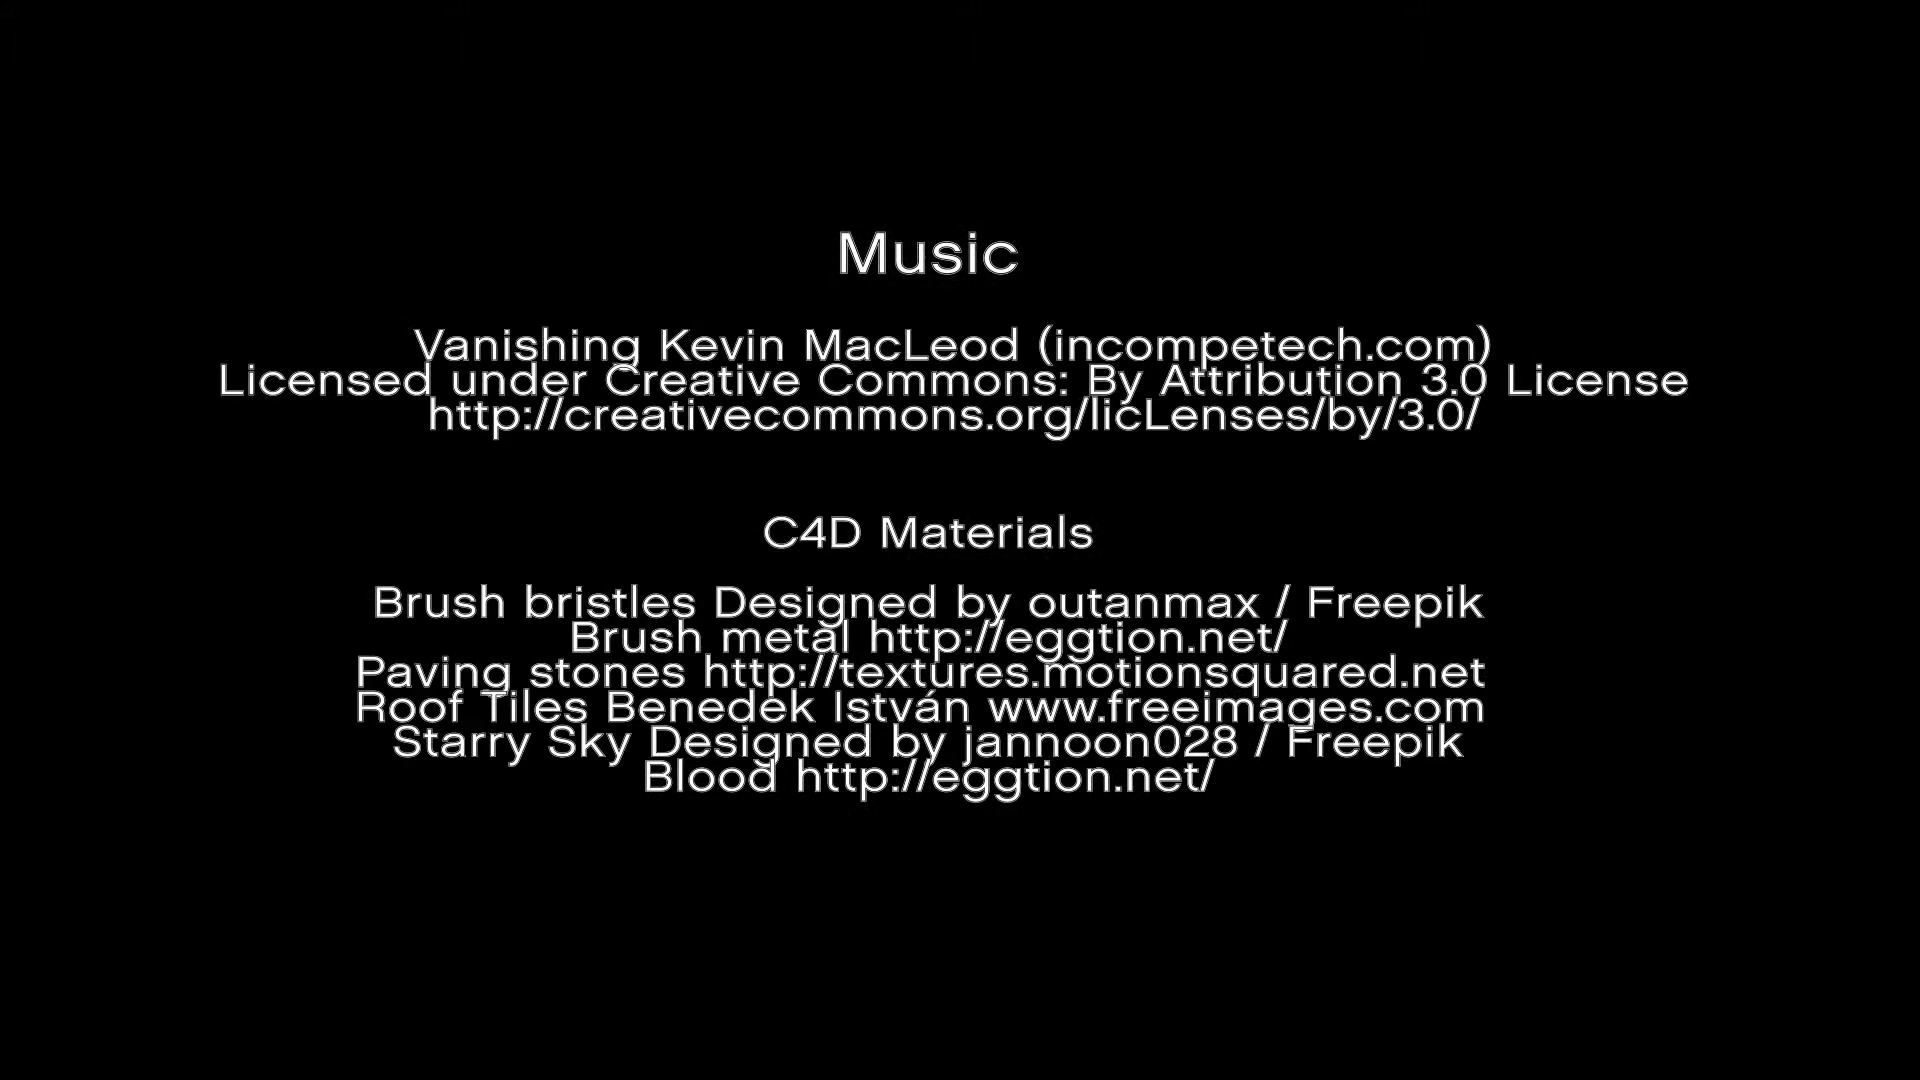 Music
Vanishing Kevin MacLeod (incompetech.com)
Licensed under Creative Commons: By Attribution 3.0 License
http://creativecommons.org/licLenses/by/3.0/
C4D Materials
Brush bristles Designed by outanmax / Freepik
Brush metal http://eggtion.net/
Paving stones http://textures.motionsquared.net
Roof Tiles Benedek István www.freeimages.com
Starry Sky Designed by jannoon028 / Freepik
Blood http://eggtion.net/